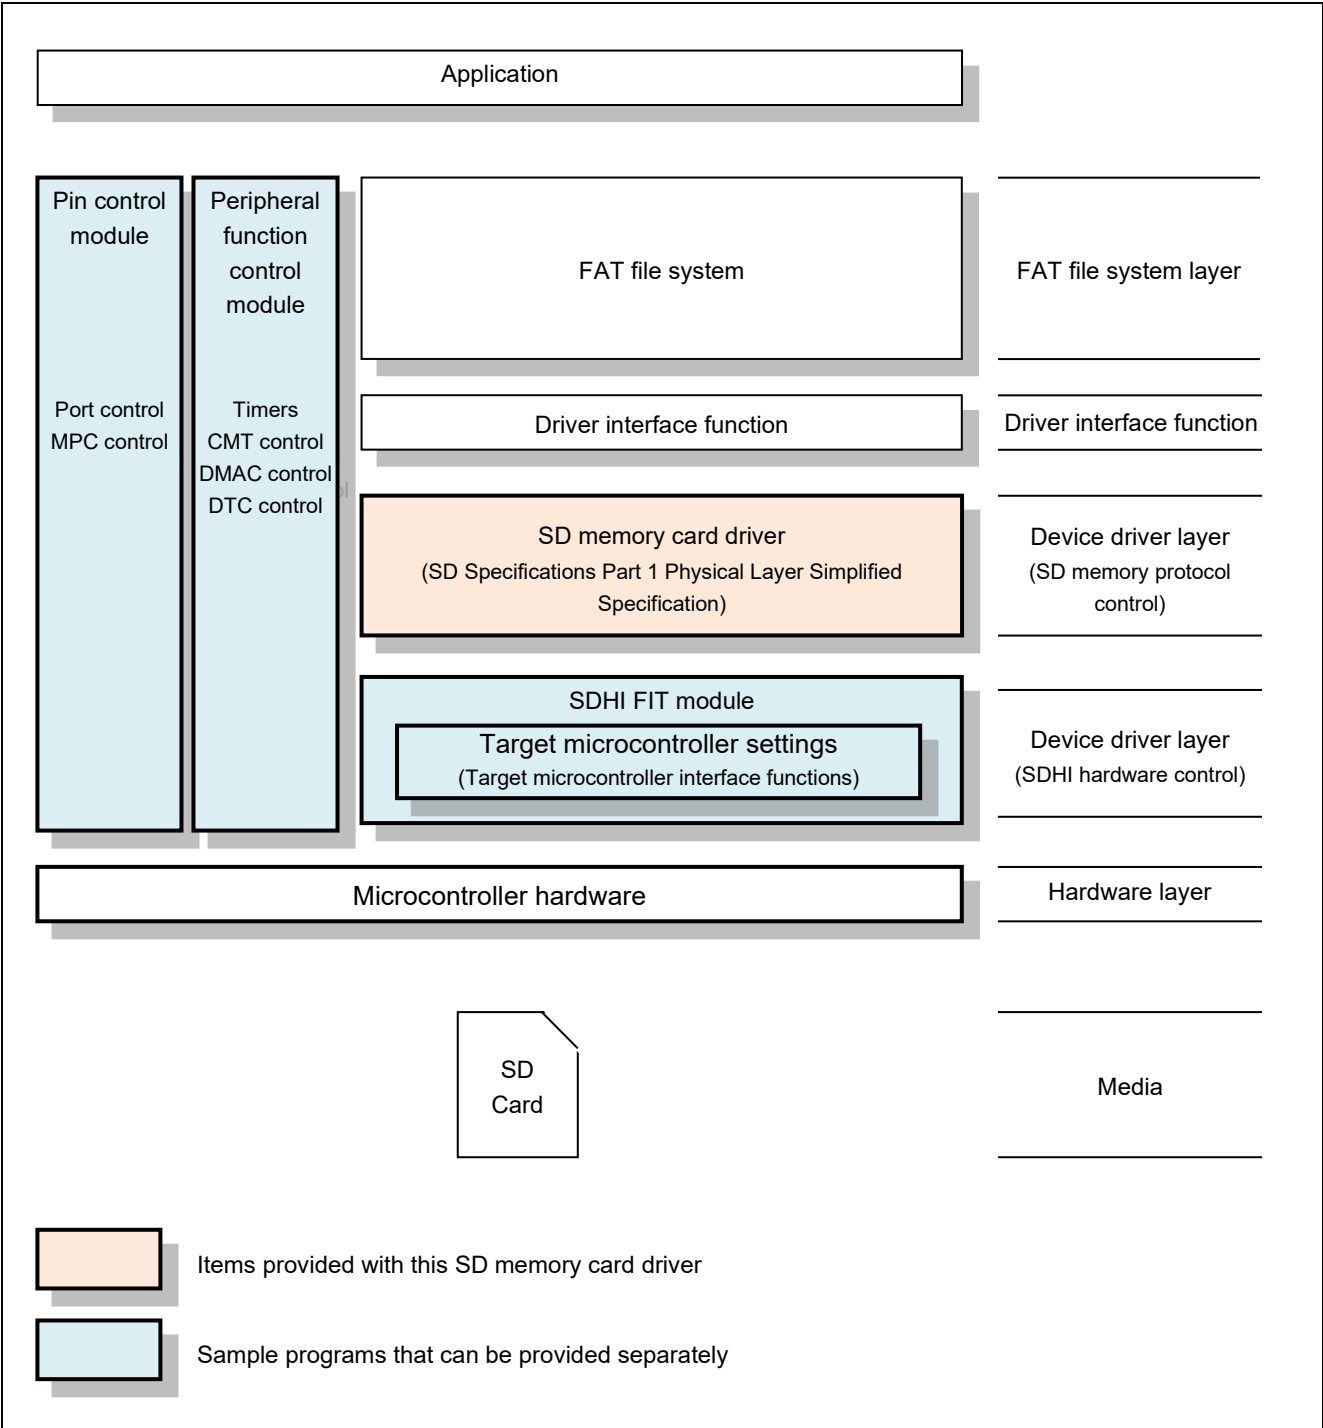 Application
Pin control
module
Port control
MPC control
Peripheral
function
control
module
Timers
CMT control
DMAC control
DTC control
FAT file system
FAT file system layer
Driver interface function
Driver interface function
SD memory card driver
(SD Specifications Part 1 Physical Layer Simplified
Specification)
Device driver layer
(SD memory protocol
control)
SDHI FIT module
Target microcontroller settings
(Target microcontroller interface functions)
Device driver layer
(SDHI hardware control)
Microcontroller hardware
Hardware layer
SD
Card
Media
Items provided with this SD memory card driver
Sample programs that can be provided separately